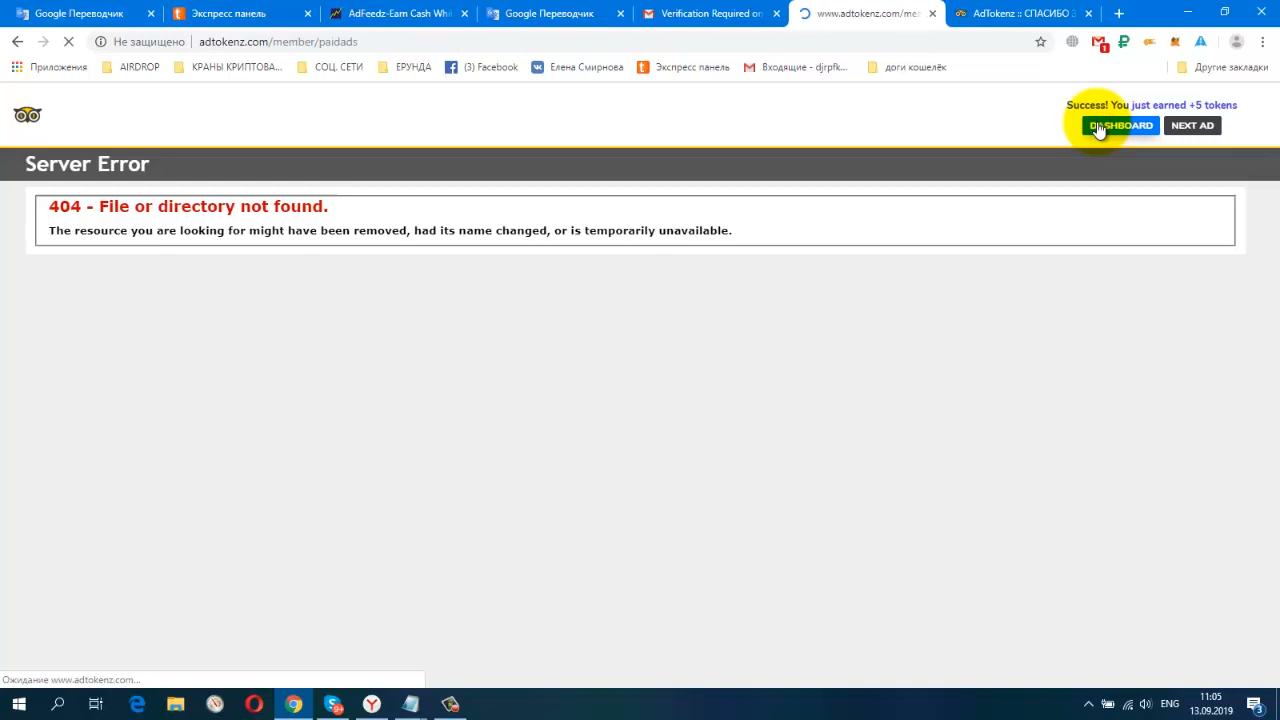 Google Переводчик
Экспресс панель
AdFeedz-Earn Cash Whi
Google Переводчик
Verification Required on
www.adtokenz.com/me
AdTokenz :: СПАСИБО З
Не защищено | adtokenz.com/member/paidads
1
Приложения
AIRDROP
КРАНЫ КРИПТОВА...
СОЦ. СЕТИ
ЕРУНДА
(3) Facebook
Елена Смирнова
Экспресс панель
Входящие - djrpfk...
доги кошелёк
Другие закладки
Success! You just earned +5 tokens
DASHBOARD
NEXT AD
Server Error
404 - File or directory not found.
The resource you are looking for might have been removed, had its name changed, or is temporarily unavailable.
Ожидание www.adtokenz.com...
ENG
11:05
13.09.2019
3